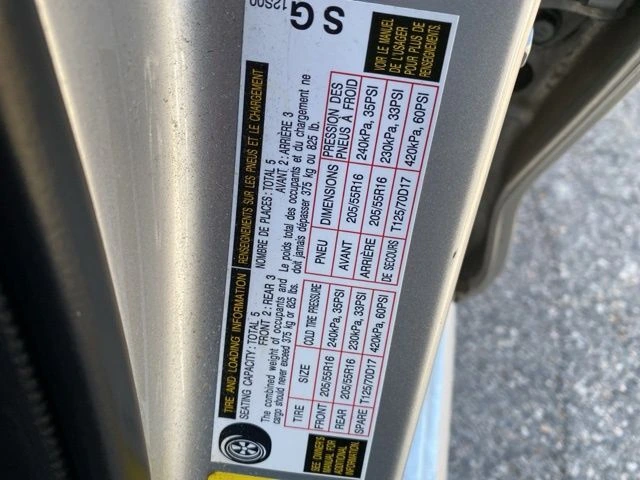 TIRE AND LOADING INFORMATION
SEATING CAPACITY: TOTAL 5
FRONT 2: REAR 3
The combined weight of occupants and
cargo should never exceed 375 kg or 825 lbs.
TIRE SIZE COLD TIRE PRESSURE
FRONT 205/55R16 240kPa, 35PSI
REAR 205/55R16 230kPa, 33PSI
SPARE T125/70D17 420kPa, 60PSI
SEE OWNER'S
MANUAL FOR
ADDITIONAL
INFORMATION
RENSEIGNEMENTS SUR LES PNEUS ET LE CHARGEMENT
NOMBRE DE PLACES: TOTAL 5
AVANT 2: ARRIÈRE 3
Le poids total des occupants et du chargement ne
doit jamais dépasser 375 kg ou 825 lb.
PNEU DIMENSIONS PRESSION DES
PNEUS À FROID
AVANT 205/55R16 240kPa, 35PSI
ARRIÈRE 205/55R16 230kPa, 33PSI
DE SECOURS T125/70D17 420kPa, 60PSI
VOIR LE MANUEL
DE L'USAGER
POUR PLUS DE
RENSEIGNEMENTS.
SG